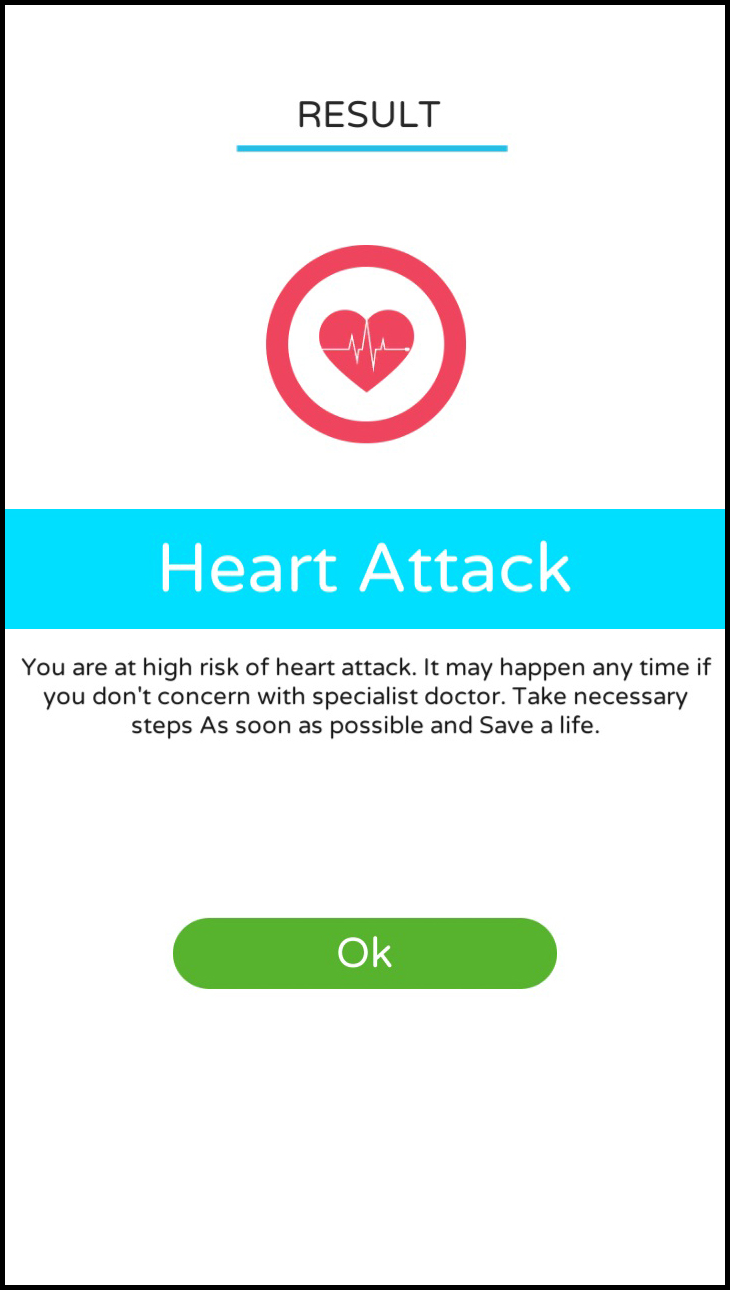 RESULT
Heart Attack
You are at high risk of heart attack. It may happen any time if
you don't concern with specialist doctor. Take necessary
steps As soon as possible and Save a life.
Ok